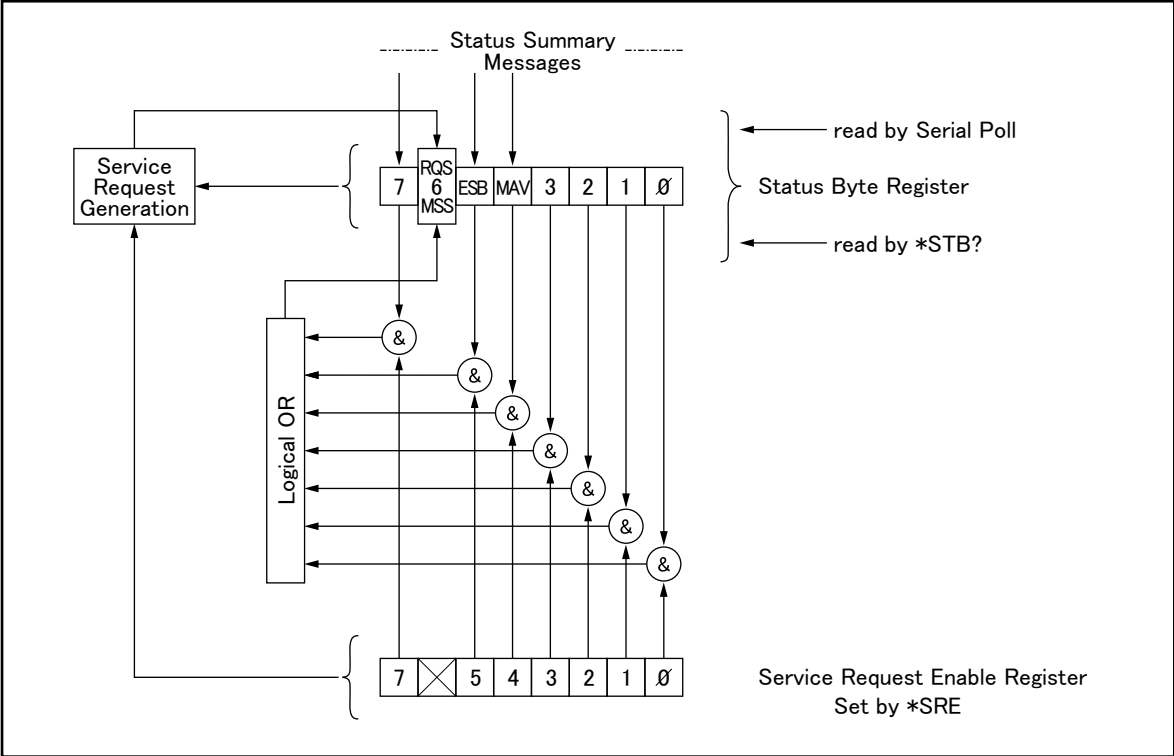 Status Summary
Messages
read by Serial Poll
Service
Request
Generation
7
RQS
6
MSS
ESB
MAV
3
2
1
0
Status Byte Register
read by *STB?
&
&
&
&
&
&
&
Logical OR
7
5
4
3
2
1
0
Service Request Enable Register
Set by *SRE